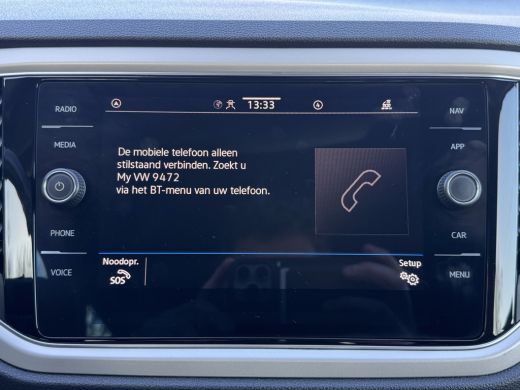 RADIO
13:33
NAV
MEDIA
APP
De mobiele telefoon alleen
stilstaand verbinden. Zoekt u
My VW 9472
via het BT-menu van uw telefoon.
PHONE
CAR
Noodopr.
Setup
VOICE
SOS
MENU